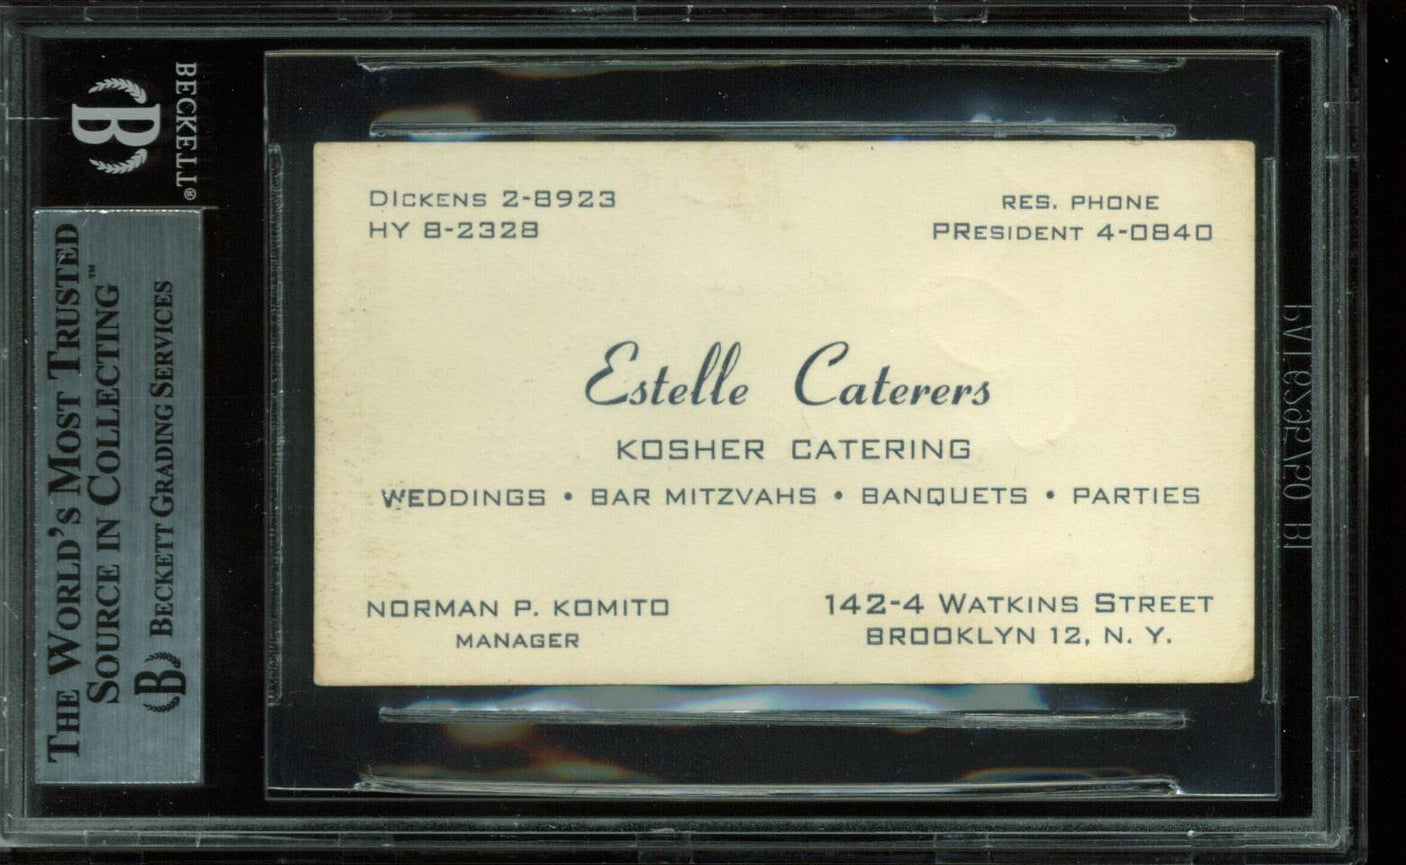 BECKETT®
B
THE WORLD'S MOST TRUSTED
SOURCE IN COLLECTING™
B BECKETT GRADING SERVICES
DICKENS 2-8923
HY 8-2328
RES. PHONE
PRESIDENT 4-0840
Estelle Caterers
KOSHER CATERING
WEDDINGS • BAR MITZVAHS • BANQUETS • PARTIES
NORMAN P. KOMITO
MANAGER
142-4 WATKINS STREET
BROOKLYN 12, N. Y.